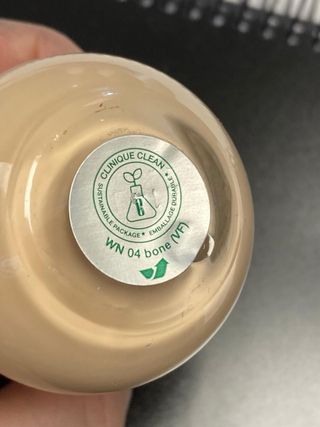 CLINIQUE CLEAN
SUSTAINABLE PACKAGE★ EMBALLAGE DURABLE★
WN 04 bone (VF)